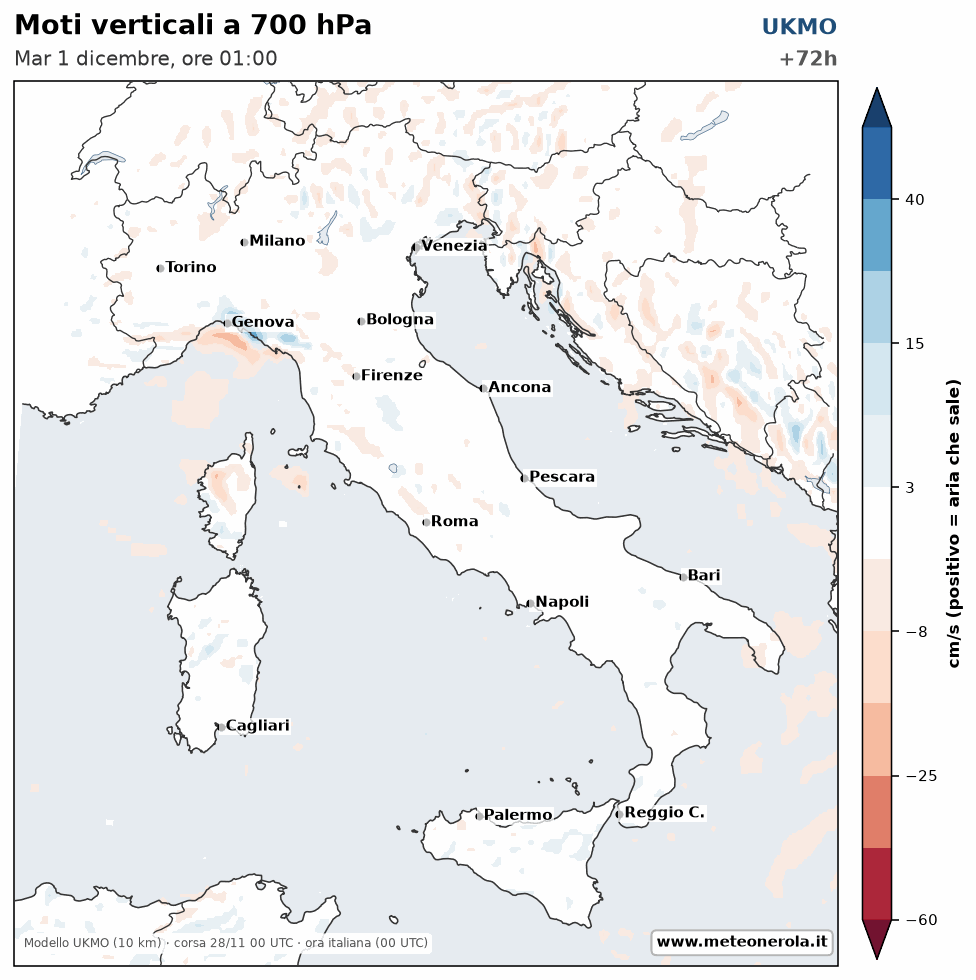 Moti verticali a 700 hPa
UKMO
Mar 1 dicembre, ore 01:00
+72h
Milano
Venezia
Torino
Genova
Bologna
Firenze
Ancona
Pescara
Roma
Bari
Napoli
Cagliari
Palermo
Reggio C.
40
15
3
−8
−25
−60
cm/s (positivo = aria che sale)
Modello UKMO (10 km) · corsa 28/11 00 UTC · ora italiana (00 UTC)
www.meteonerola.it